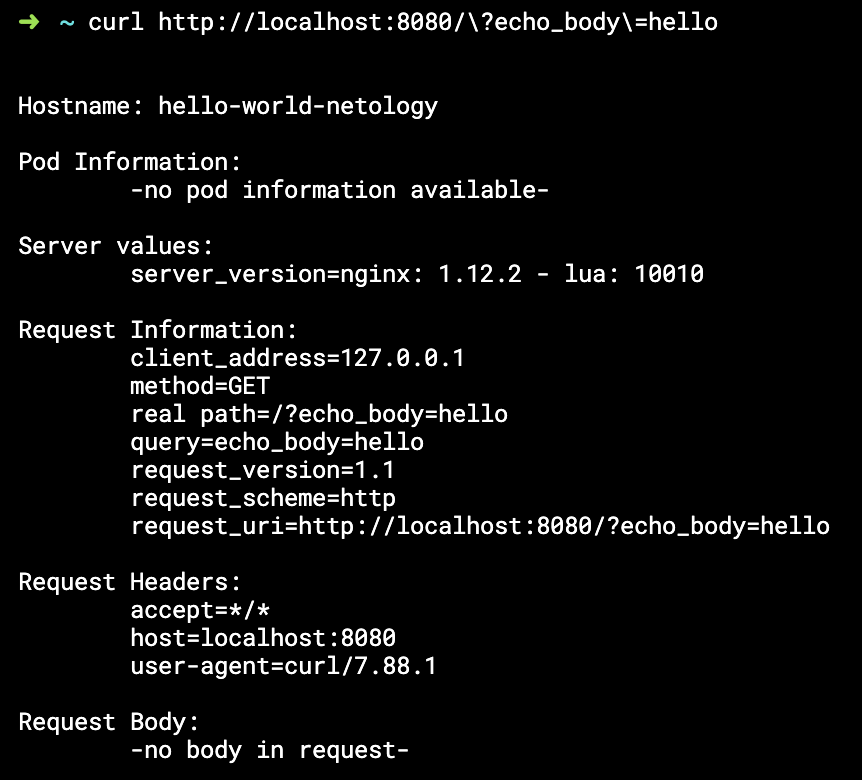 ➜ ~ curl http://localhost:8080/\?echo_body\=hello
Hostname: hello-world-netology
Pod Information:
-no pod information available-
Server values:
server_version=nginx: 1.12.2 - lua: 10010
Request Information:
client_address=127.0.0.1
method=GET
real path=/?echo_body=hello
query=echo_body=hello
request_version=1.1
request_scheme=http
request_uri=http://localhost:8080/?echo_body=hello
Request Headers:
accept=*/*
host=localhost:8080
user-agent=curl/7.88.1
Request Body:
-no body in request-